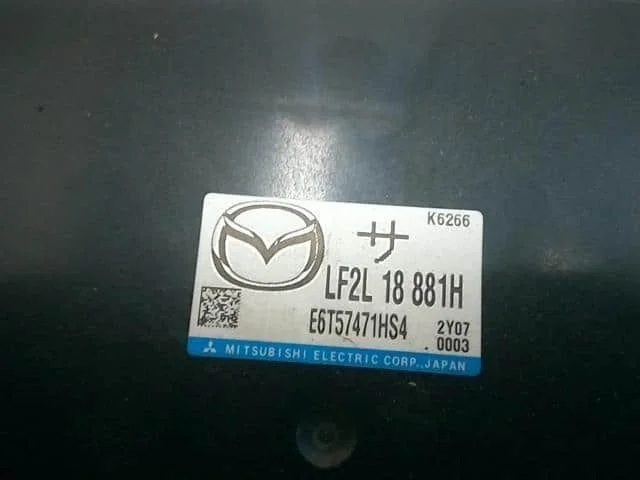 K6266
サ
LF2L 18 881H
E6T57471HS4 2Y07
.0003
MITSUBISHI ELECTRIC CORP., JAPAN